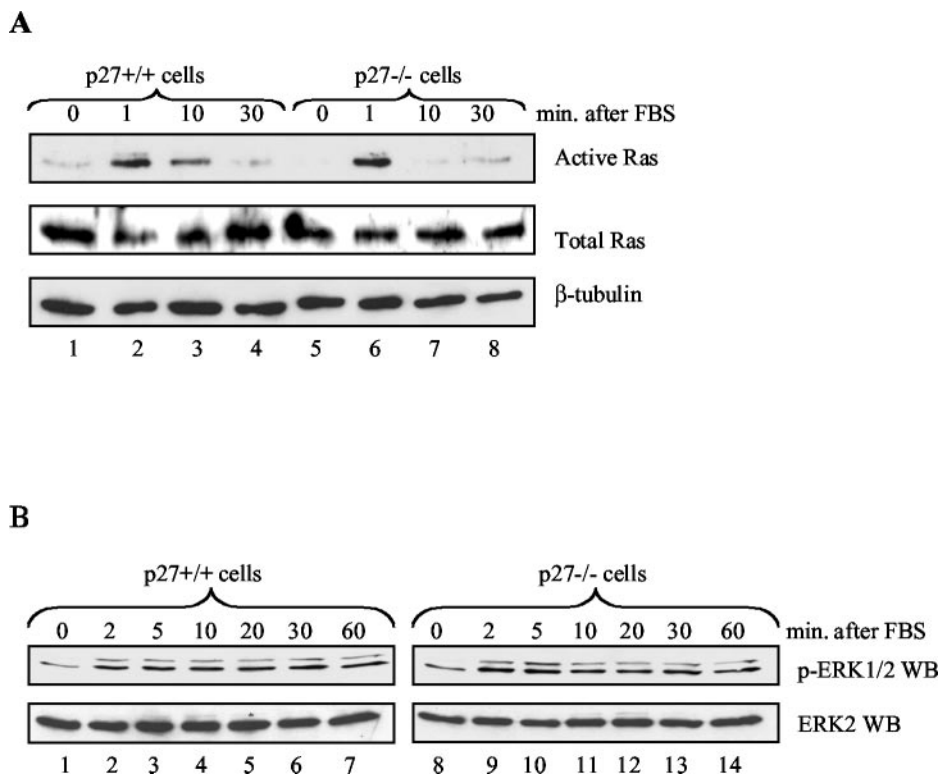 A
p27+/+ cells p27-/- cells
0 1 10 30 0 1 10 30 min. after FBS
Active Ras
Total Ras
β-tubulin
1 2 3 4 5 6 7 8
B
p27+/+ cells p27-/- cells
0 2 5 10 20 30 60 0 2 5 10 20 30 60 min. after FBS
p-ERK1/2 WB
ERK2 WB
1 2 3 4 5 6 7 8 9 10 11 12 13 14